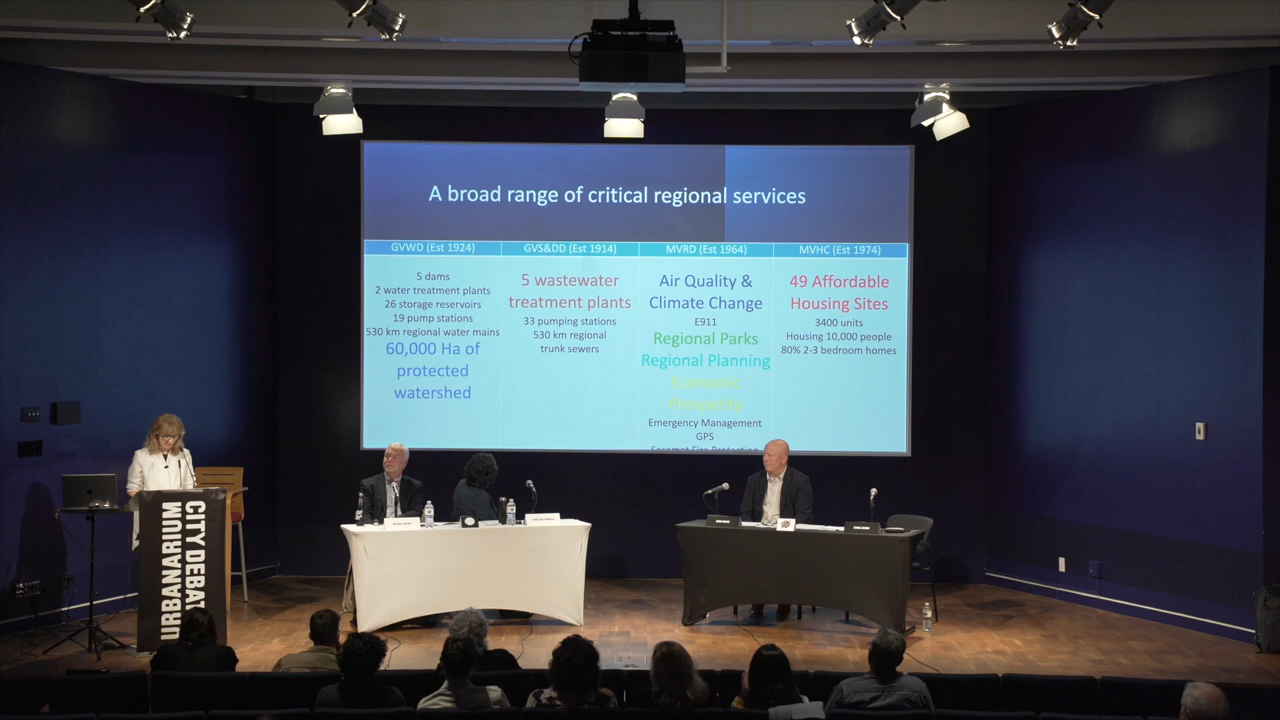 A broad range of critical regional services
GVWD (Est 1924)
5 dams
2 water treatment plants
26 storage reservoirs
19 pump stations
530 km regional water mains
60,000 Ha of
protected
watershed
GVS&DD (Est 1914)
5 wastewater
treatment plants
33 pumping stations
530 km regional
trunk sewers
MVRD (Est 1964)
Air Quality &
Climate Change
E911
Regional Parks
Regional Planning
Economic
Prosperity
Emergency Management
GPS
MVHC (Est 1974)
49 Affordable
Housing Sites
3400 units
Housing 10,000 people
80% 2-3 bedroom homes
URBANARIUM
CITY DEBAT